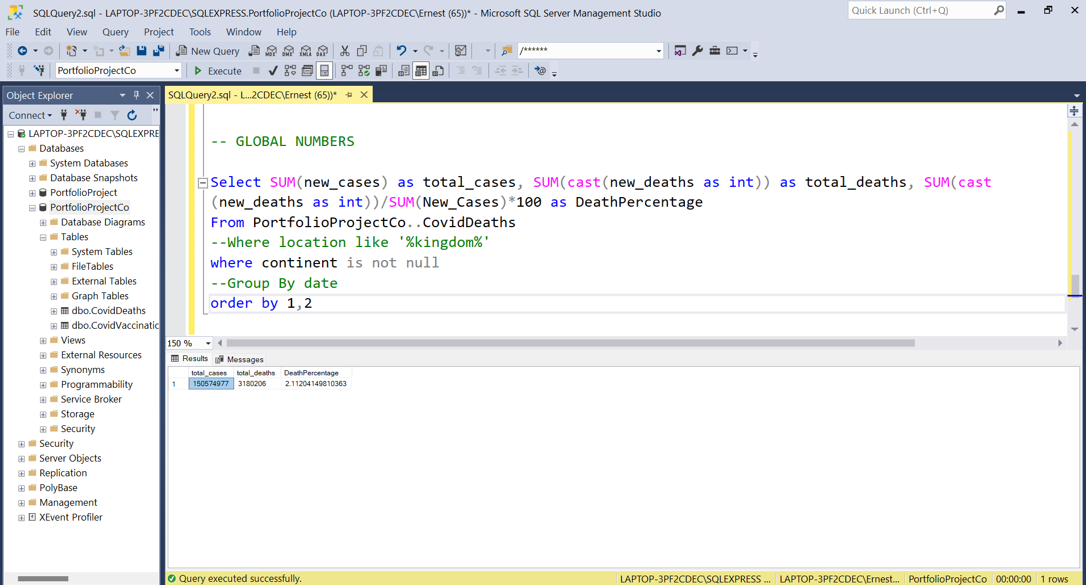 SQLQuery2.sql - LAPTOP-3PF2CDEC\SQLEXPRESS.PortfolioProjectCo (LAPTOP-3PF2CDEC\Ernest (65))* - Microsoft SQL Server Management Studio
Quick Launch (Ctrl+Q)
File Edit View Query Project Tools Window Help
New Query MDX DMX XMLA DAX /******
PortfolioProjectCo Execute
Object Explorer
SQLQuery2.sql - L...2CDEC\Ernest (65))*
Connect
LAPTOP-3PF2CDEC\SQLEXPRE
Databases
System Databases
Database Snapshots
PortfolioProject
PortfolioProjectCo
Database Diagrams
Tables
System Tables
FileTables
External Tables
Graph Tables
dbo.CovidDeaths
dbo.CovidVaccinatic
Views
External Resources
Synonyms
Programmability
Service Broker
Storage
Security
Security
Server Objects
Replication
PolyBase
Management
XEvent Profiler
-- GLOBAL NUMBERS
Select SUM(new_cases) as total_cases, SUM(cast(new_deaths as int)) as total_deaths, SUM(cast
(new_deaths as int))/SUM(New_Cases)*100 as DeathPercentage
From PortfolioProjectCo..CovidDeaths
--Where location like '%kingdom%'
where continent is not null
--Group By date
order by 1,2
150 %
Results Messages
total_cases total_deaths DeathPercentage
1 150574977 3180206 2.11204149810363
Query executed successfully.
LAPTOP-3PF2CDEC\SQLEXPRESS ... LAPTOP-3PF2CDEC\Ernest... PortfolioProjectCo 00:00:00 1 rows